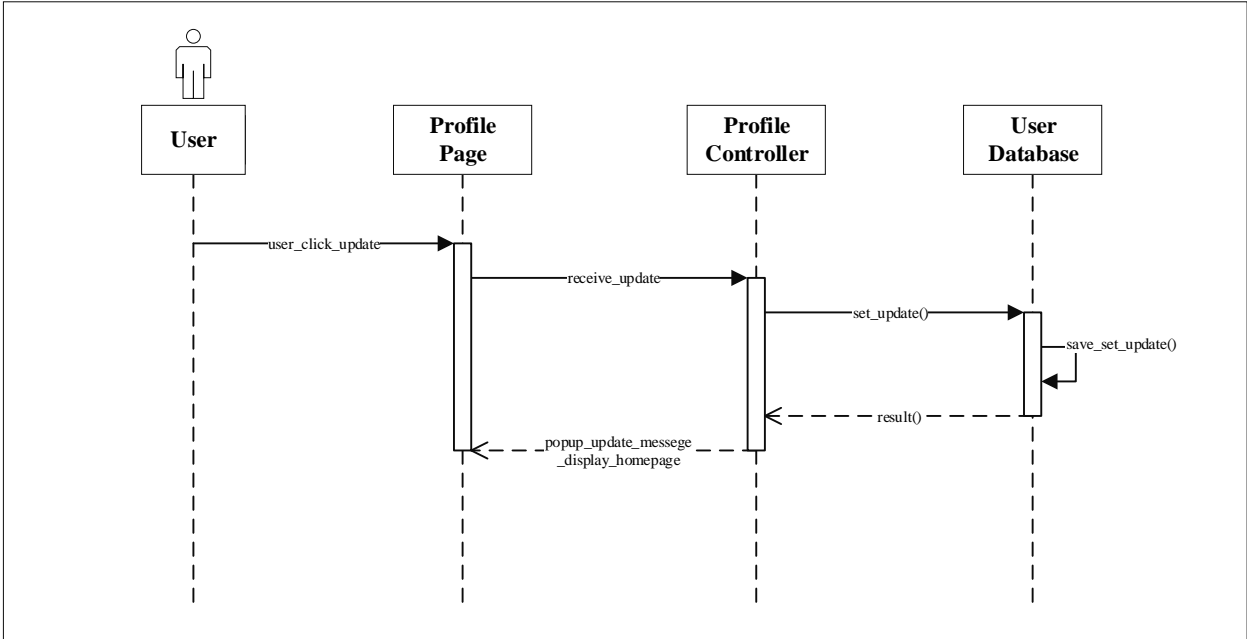 User
Profile
Page
Profile
Controller
User
Database
user_click_update
receive_update
set_update()
save_set_update()
result()
popup_update_messege
_display_homepage